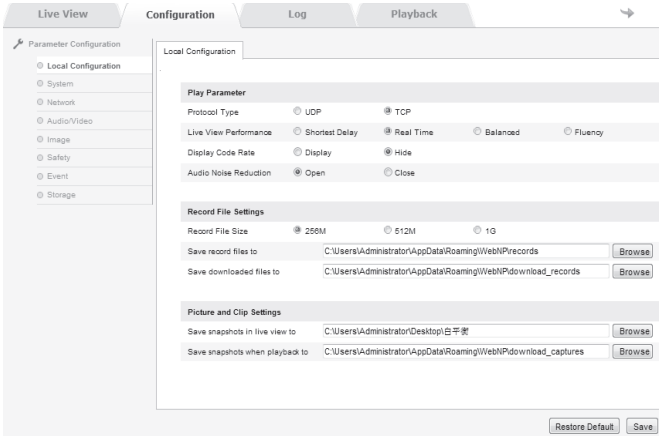 Live View Configuration Log Playback
Parameter Configuration
Local Configuration
System
Network
Audio/Video
Image
Safety
Event
Storage
Local Configuration
Play Parameter
Protocol Type UDP TCP
Live View Performance Shortest Delay Real Time Balanced Fluency
Display Code Rate Display Hide
Audio Noise Reduction Open Close
Record File Settings
Record File Size 256M 512M 1G
Save record files to C:\Users\Administrator\AppData\Roaming\WebNP\records Browse
Save downloaded files to C:\Users\Administrator\AppData\Roaming\WebNP\download_records Browse
Picture and Clip Settings
Save snapshots in live view to C:\Users\Administrator\Desktop\白平衡 Browse
Save snapshots when playback to C:\Users\Administrator\AppData\Roaming\WebNP\download_captures Browse
Restore Default Save